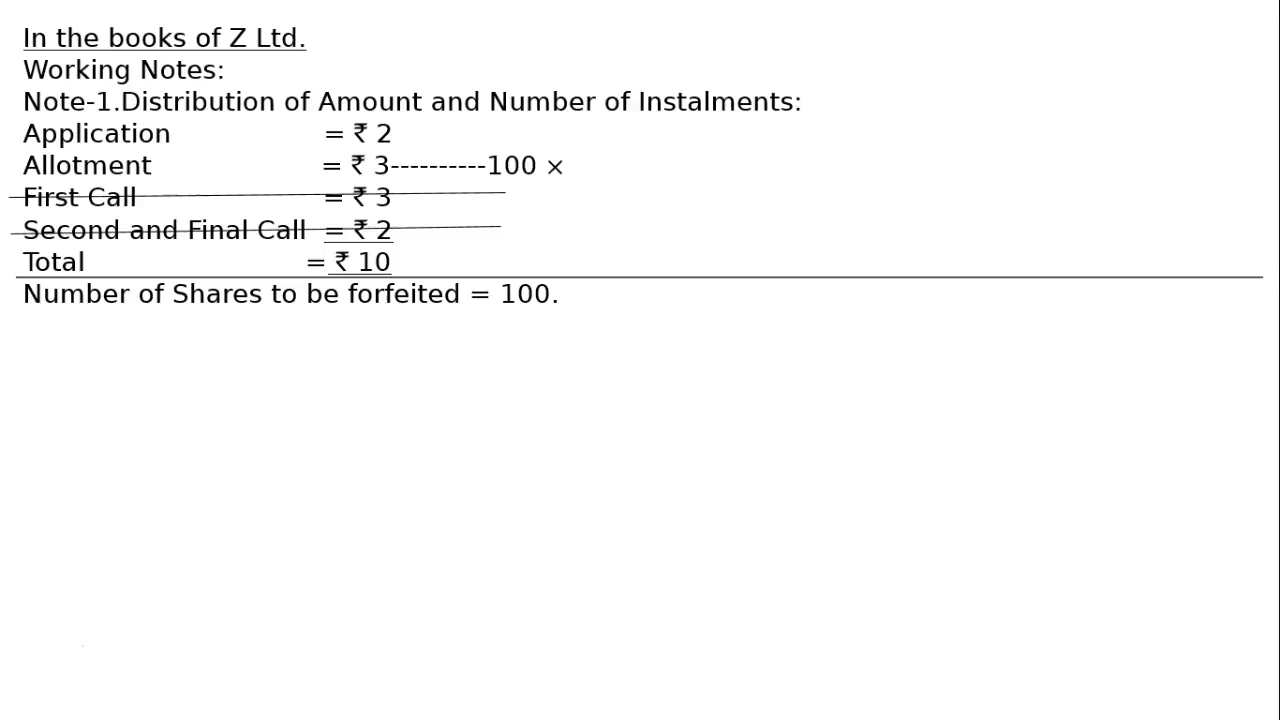 In the books of Z Ltd.
Working Notes:
Note-1.Distribution of Amount and Number of Instalments:
Application = ₹ 2
Allotment = ₹ 3----------100 ×
First Call = ₹ 3
Second and Final Call = ₹ 2
Total = ₹ 10
Number of Shares to be forfeited = 100.